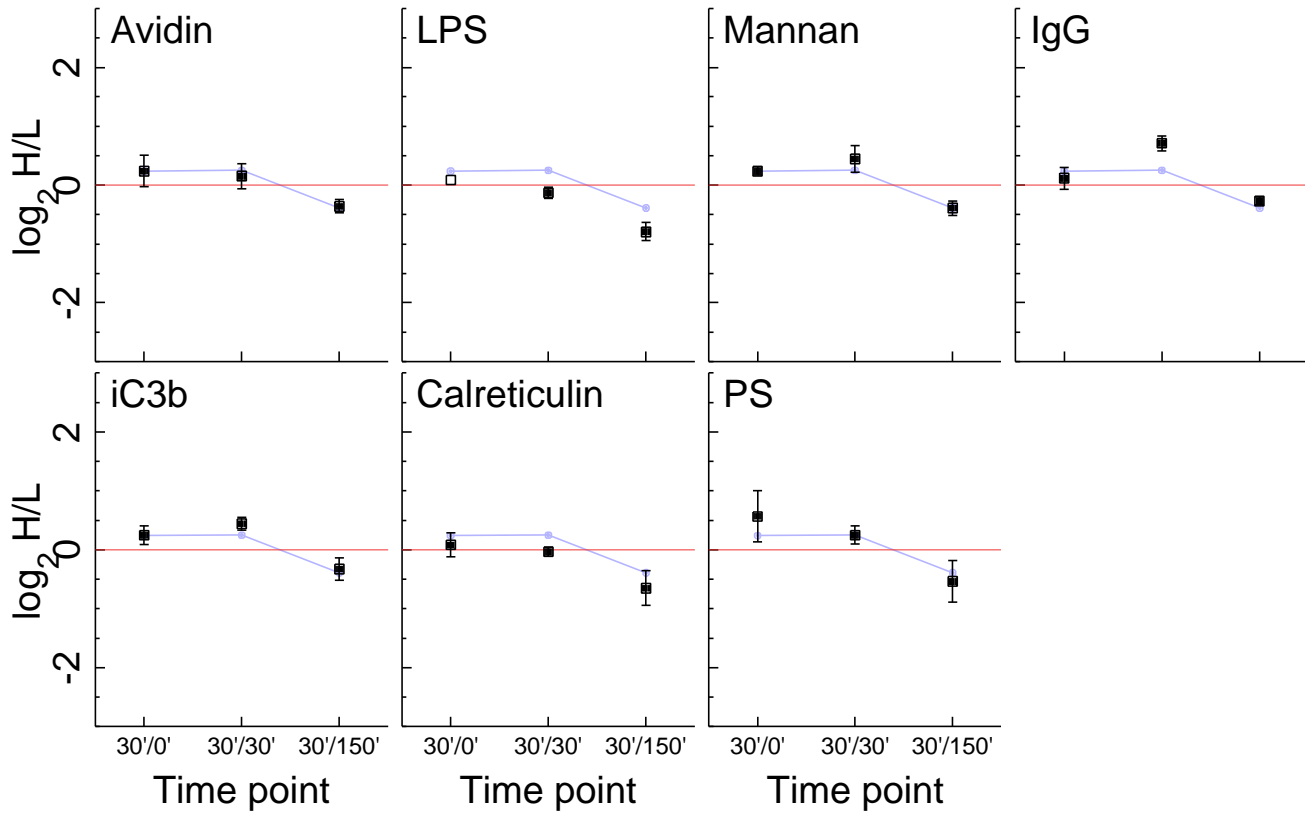 Avidin
LPS
Mannan
IgG
log2 H/L
2
0
-2
iC3b
Calreticulin
PS
log2 H/L
2
0
-2
30'/0' 30'/30' 30'/150'
30'/0' 30'/30' 30'/150'
30'/0' 30'/30' 30'/150'
Time point
Time point
Time point